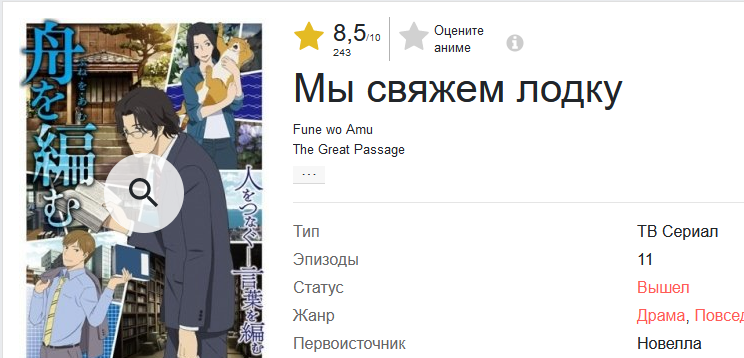 8,5/10
243
Оцените
аниме
Мы свяжем лодку
Fune wo Amu
The Great Passage
...
Тип ТВ Сериал
Эпизоды 11
Статус Вышел
Жанр Драма, Повсед
Первоисточник Новелла
舟を編む
ふねをあむ
人をつなぐ―言葉を編む